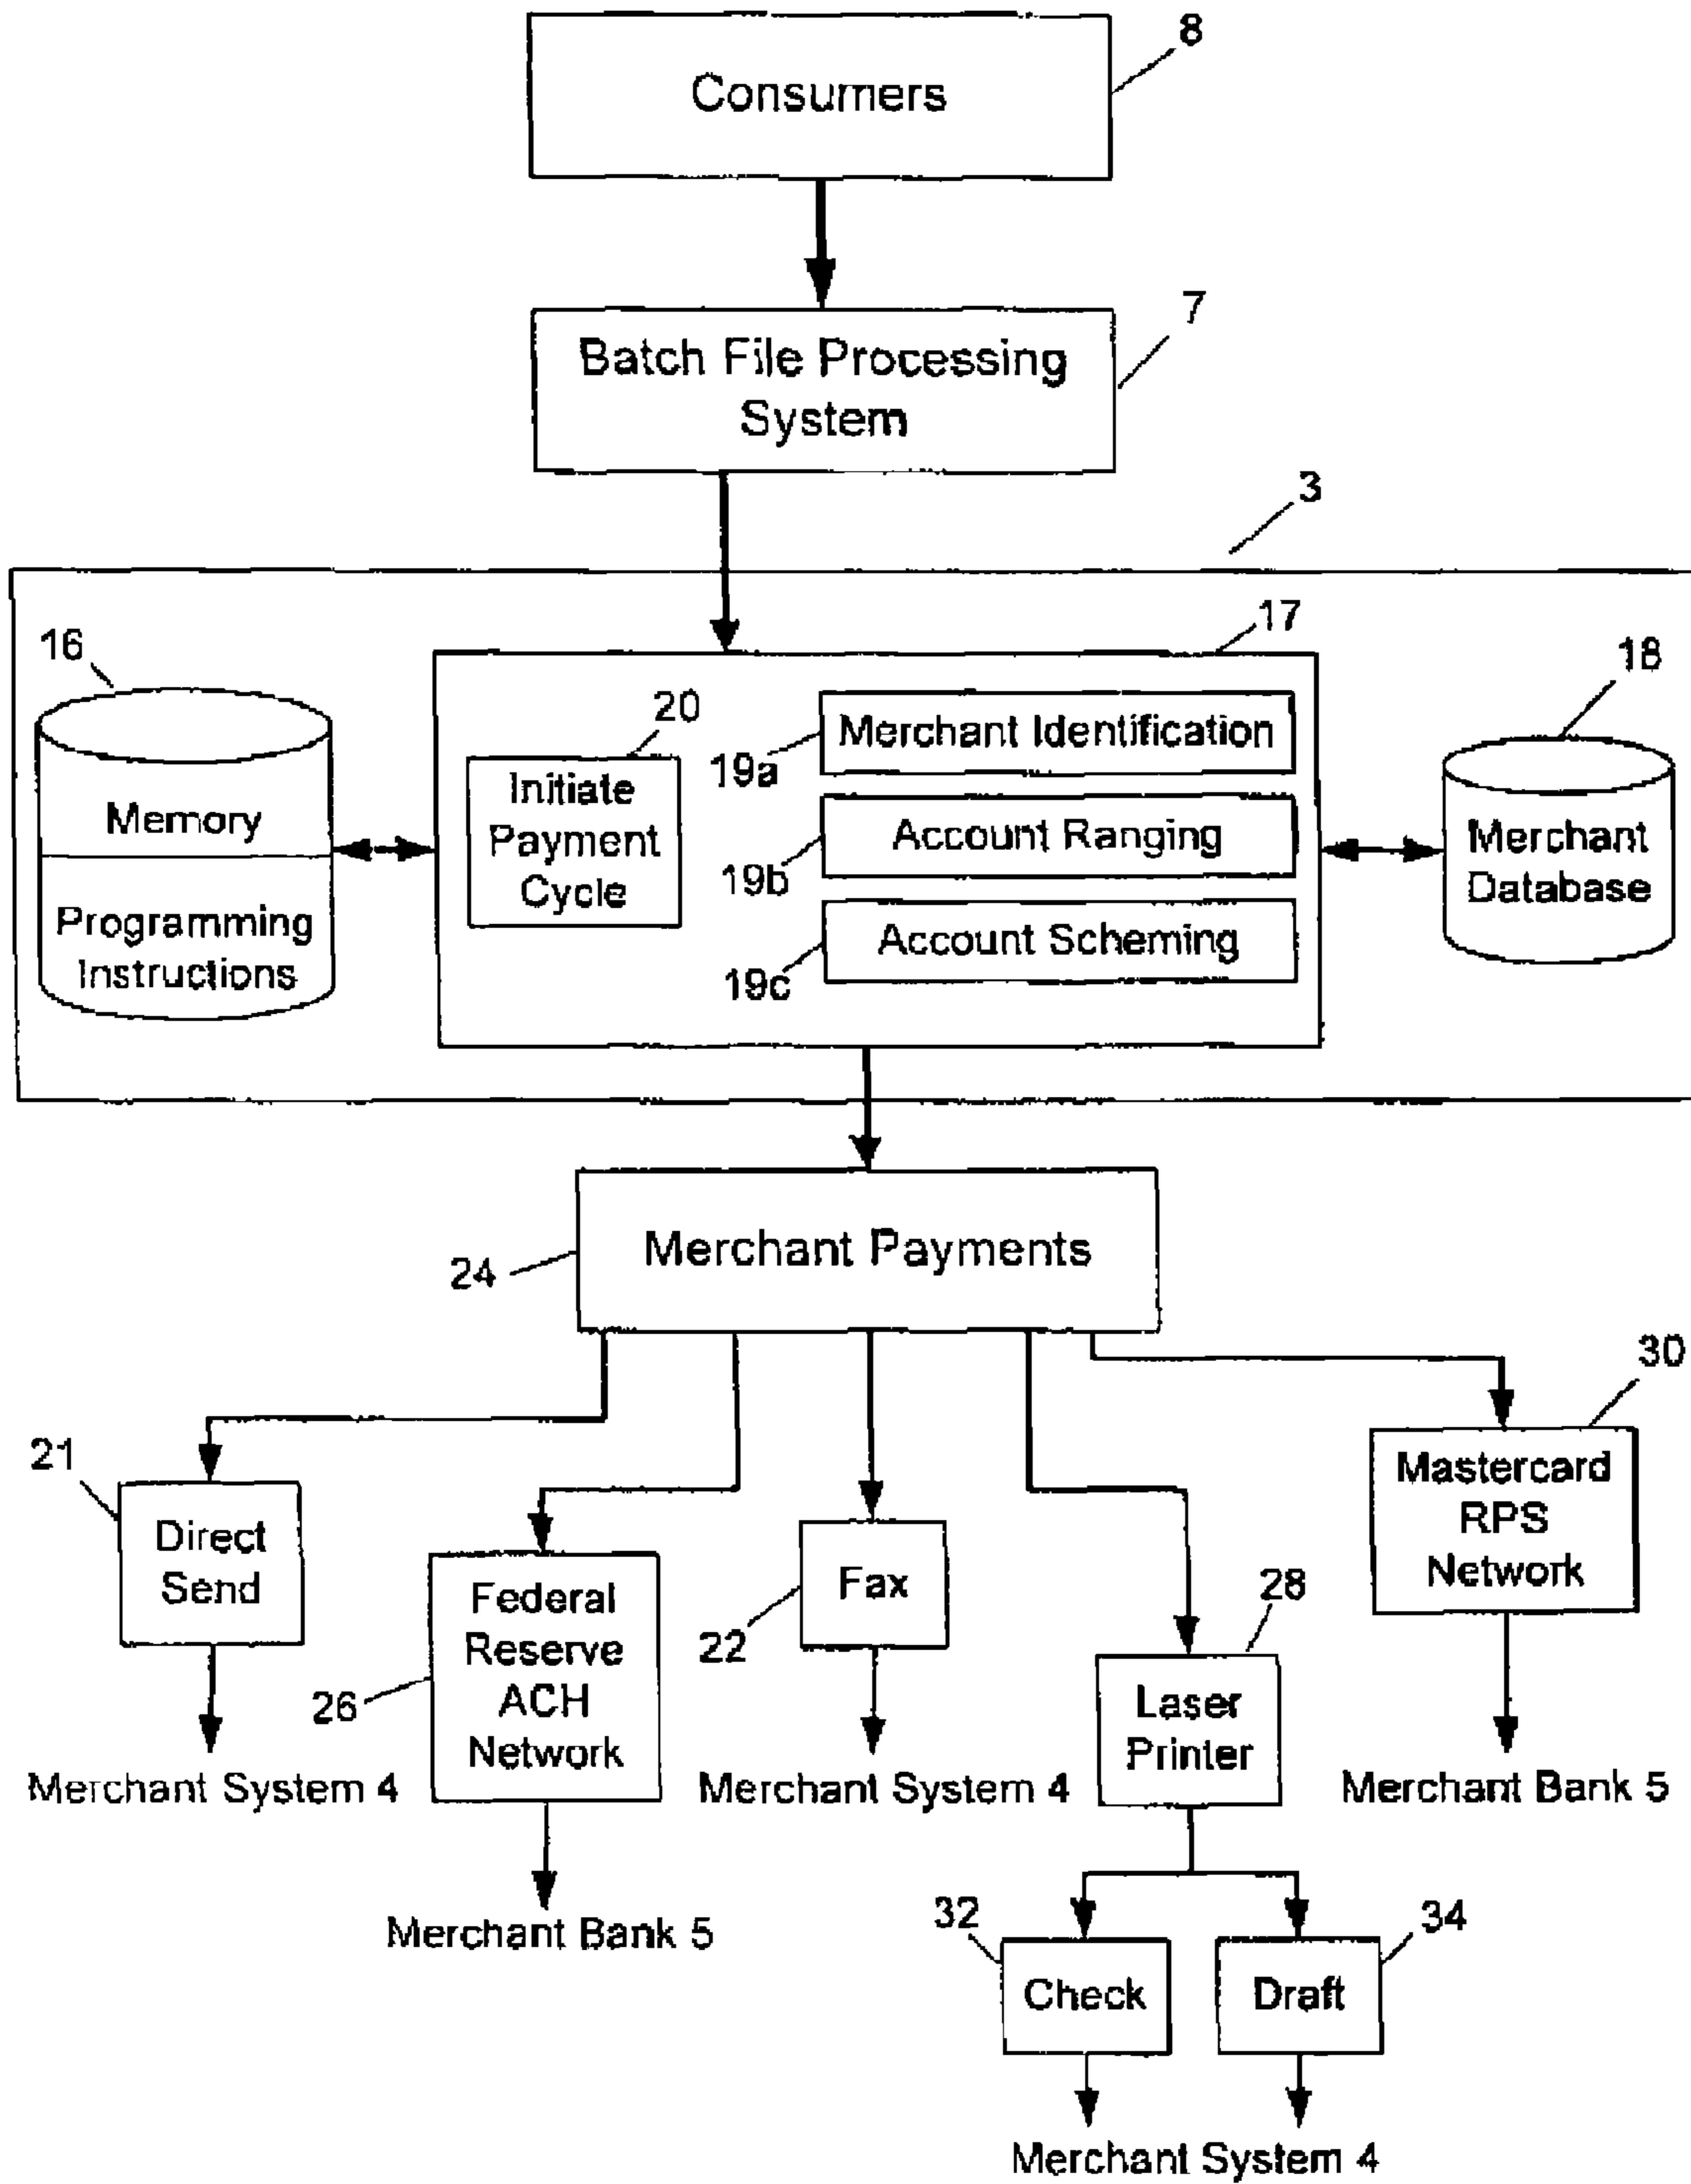 8
Consumers
7
Batch File Processing
System
3
16
17
18
20
Memory
Programming
Instructions
Initiate
Payment
Cycle
Merchant Identification
19a
Account Ranging
19b
Account Scheming
19c
Merchant
Database
Merchant Payments
24
30
21
Direct
Send
Merchant System 4
Federal
Reserve
ACH
Network
26
Merchant Bank 5
Fax
22
Merchant System 4
28
Laser
Printer
Mastercard
RPS
Network
Merchant Bank 5
32
Check
34
Draft
Merchant System 4